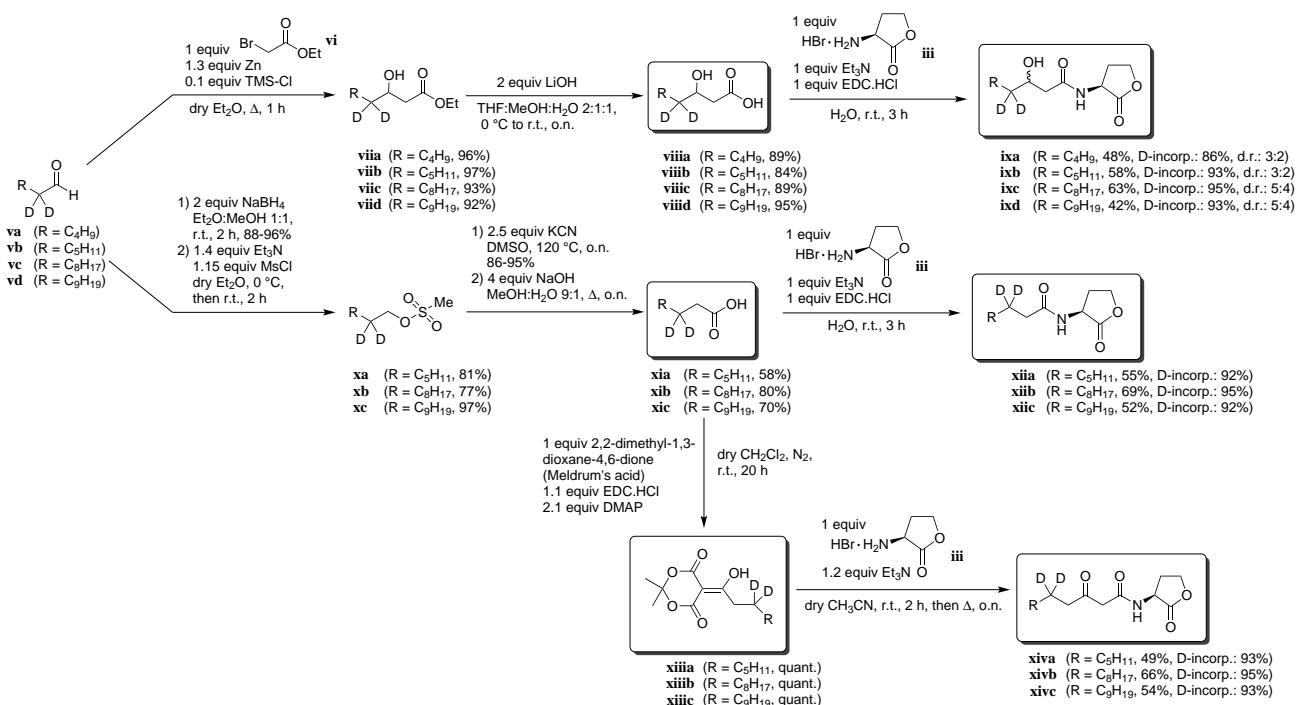 1 equiv
Br
O
OEt
vi
1.3 equiv Zn
0.1 equiv TMS-Cl
dry Et₂O, Δ, 1 h
R
OH
O
OEt
D D
viia (R = C₄H₉, 96%)
viib (R = C₅H₁₁, 97%)
viic (R = C₈H₁₇, 93%)
viid (R = C₉H₁₉, 92%)
2 equiv LiOH
THF:MeOH:H₂O 2:1:1,
0 °C to r.t., o.n.
R
OH
O
OH
D D
viiia (R = C₄H₉, 89%)
viiib (R = C₅H₁₁, 84%)
viiic (R = C₈H₁₇, 89%)
viiid (R = C₉H₁₉, 95%)
1 equiv
HBr·H₂N
O
O
iii
1 equiv Et₃N
1 equiv EDC.HCl
H₂O, r.t., 3 h
R
OH
O
N
H
O
O
D D
ixa (R = C₄H₉, 48%, D-incorp.: 86%, d.r.: 3:2)
ixb (R = C₅H₁₁, 58%, D-incorp.: 93%, d.r.: 3:2)
ixc (R = C₈H₁₇, 63%, D-incorp.: 95%, d.r.: 5:4)
ixd (R = C₉H₁₉, 42%, D-incorp.: 93%, d.r.: 5:4)
R
O
H
D D
va (R = C₄H₉)
vb (R = C₅H₁₁)
vc (R = C₈H₁₇)
vd (R = C₉H₁₉)
1) 2 equiv NaBH₄
Et₂O:MeOH 1:1,
r.t., 2 h, 88-96%
2) 1.4 equiv Et₃N
1.15 equiv MsCl
dry Et₂O, 0 °C,
then r.t., 2 h
R
O
S
Me
O
O
D D
xa (R = C₅H₁₁, 81%)
xb (R = C₈H₁₇, 77%)
xc (R = C₉H₁₉, 97%)
1) 2.5 equiv KCN
DMSO, 120 °C, o.n.
86-95%
2) 4 equiv NaOH
MeOH:H₂O 9:1, Δ, o.n.
R
OH
O
D D
xia (R = C₅H₁₁, 58%)
xib (R = C₈H₁₇, 80%)
xic (R = C₉H₁₉, 70%)
1 equiv
HBr·H₂N
O
O
iii
1 equiv Et₃N
1 equiv EDC.HCl
H₂O, r.t., 3 h
D D
R
O
N
H
O
O
xiia (R = C₅H₁₁, 55%, D-incorp.: 92%)
xiib (R = C₈H₁₇, 69%, D-incorp.: 95%)
xiic (R = C₉H₁₉, 52%, D-incorp.: 92%)
1 equiv 2,2-dimethyl-1,3-
dioxane-4,6-dione
(Meldrum's acid)
1.1 equiv EDC.HCl
2.1 equiv DMAP
dry CH₂Cl₂, N₂,
r.t., 20 h
O
O
O
O
OH
D
D
R
xiiia (R = C₅H₁₁, quant.)
xiiib (R = C₈H₁₇, quant.)
xiiic (R = C₉H₁₉, quant.)
1 equiv
HBr·H₂N
O
O
iii
1.2 equiv Et₃N
dry CH₃CN, r.t., 2 h, then Δ, o.n.
D D
R
O
O
N
H
O
O
xiva (R = C₅H₁₁, 49%, D-incorp.: 93%)
xivb (R = C₈H₁₇, 66%, D-incorp.: 95%)
xivc (R = C₉H₁₉, 54%, D-incorp.: 93%)